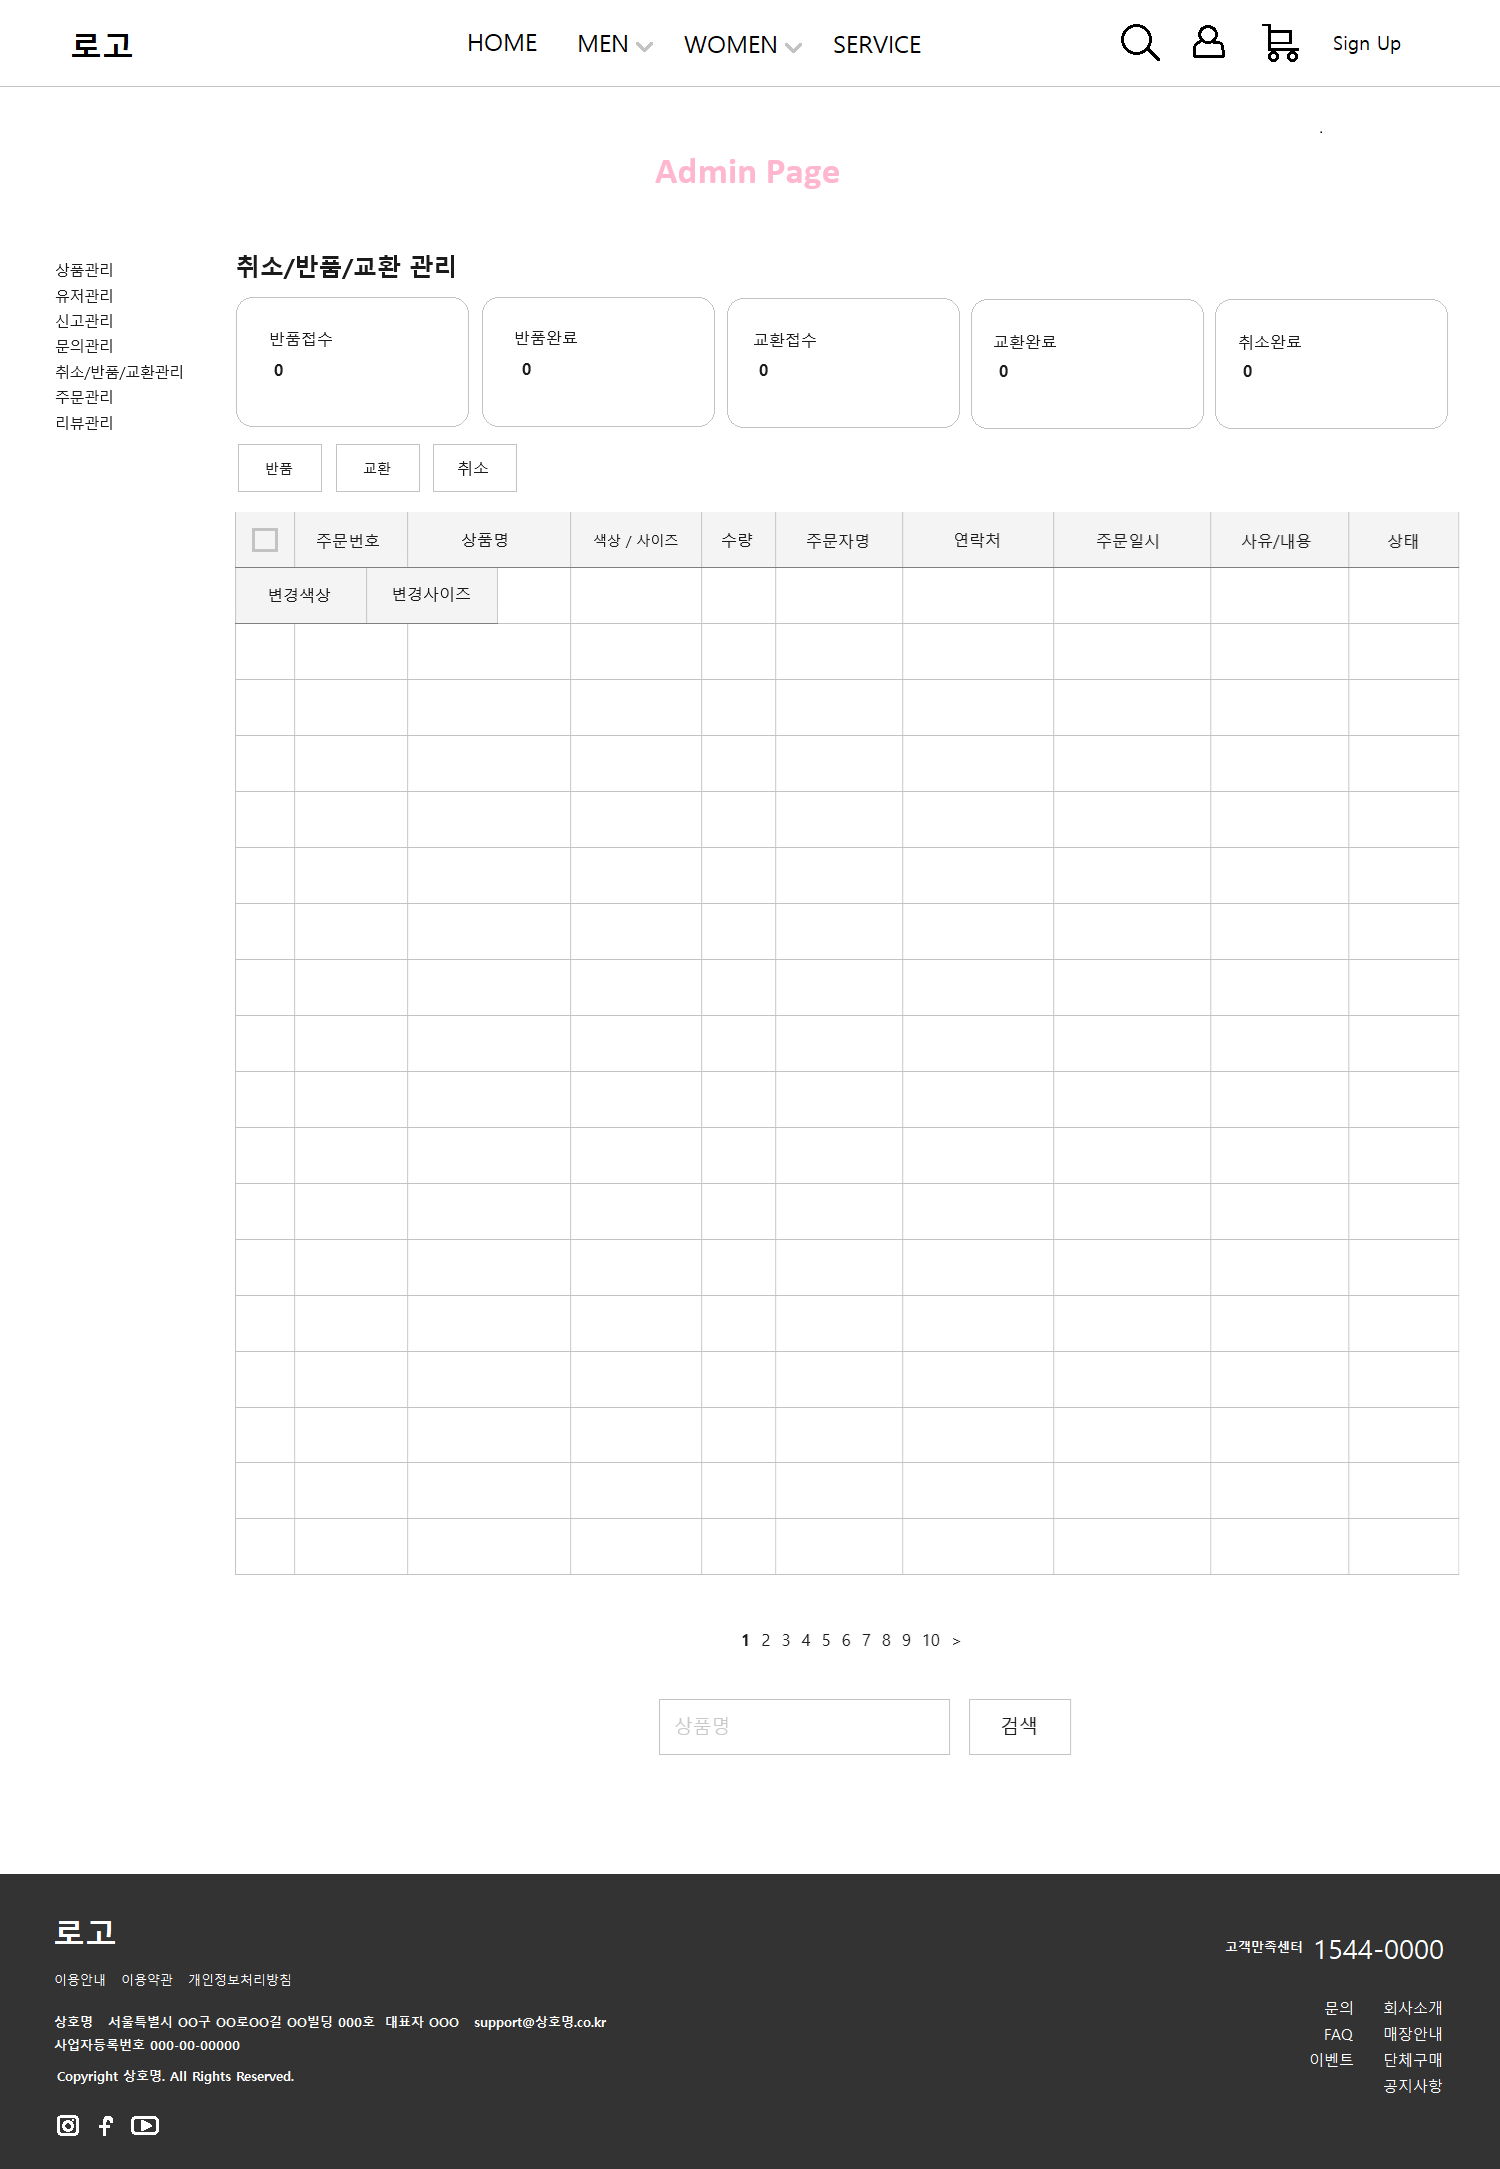 로고 HOME MEN WOMEN SERVICE Sign Up
.
Admin Page
상품관리
유저관리
신고관리
문의관리
취소/반품/교환관리
주문관리
리뷰관리
취소/반품/교환 관리
반품접수 반품완료 교환접수 교환완료 취소완료
0 0 0 0 0
반품 교환 취소
주문번호 상품명 색상 / 사이즈 수량 주문자명 연락처 주문일시 사유/내용 상태
변경색상 변경사이즈
1 2 3 4 5 6 7 8 9 10 >
상품명 검색
로고
이용안내 이용약관 개인정보처리방침
상호명 서울특별시 OO구 OO로OO길 OO빌딩 000호 대표자 OOO support@상호명.co.kr
사업자등록번호 000-00-00000
Copyright 상호명. All Rights Reserved.
고객만족센터 1544-0000
문의 회사소개
FAQ 매장안내
이벤트 단체구매
공지사항